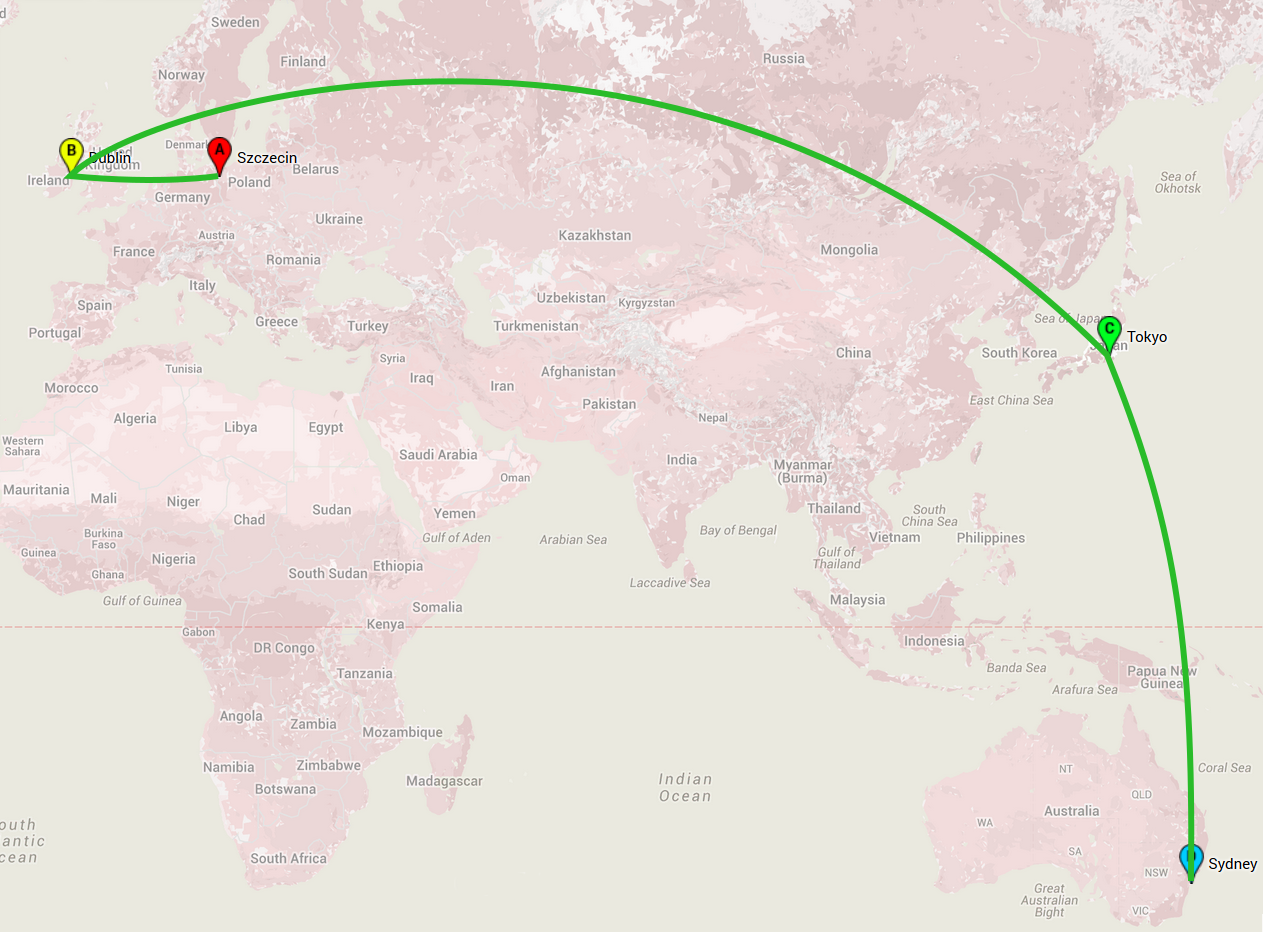 d
Sweden
Russia
Finland
Norway
Denmark
B
Dublin
Kingdom
A
Szczecin
Ireland
Belarus
Poland
Germany
Sea of
Okhotsk
Ukraine
Austria
Kazakhstan
France
Mongolia
Romania
Italy
Uzbekistan
Kyrgyzstan
Spain
Greece
Turkey
Turkmenistan
Sea of Japa
C
Tokyo
Portugal
an
China
South Korea
Syria
Tunisia
Iraq
Iran
Afghanistan
Morocco
Pakistan
East China Sea
Algeria
Libya
Egypt
Nepal
Western
Sahara
Saudi Arabia
India
Myanmar
(Burma)
Oman
Mauritania
Mali
Niger
Sudan
Yemen
Thailand
South
China Sea
Chad
Burkina
Faso
Gulf of Aden
Arabian Sea
Bay of Bengal
Vietnam
Philippines
Guinea
Nigeria
Ethiopia
Gulf of
Thailand
Ghana
South Sudan
Laccadive Sea
Gulf of Guinea
Somalia
Malaysia
Kenya
Gabon
Indonesia
DR Congo
Tanzania
Banda Sea
Papua New
Guinea
Arafura Sea
Angola
Zambia
Mozambique
Namibia
Zimbabwe
NT
Coral Sea
Botswana
Madagascar
Indian
Ocean
QLD
Australia
outh
antic
cean
WA
SA
South Africa
NSW
Sydney
Great
Australian
Bight
VIC